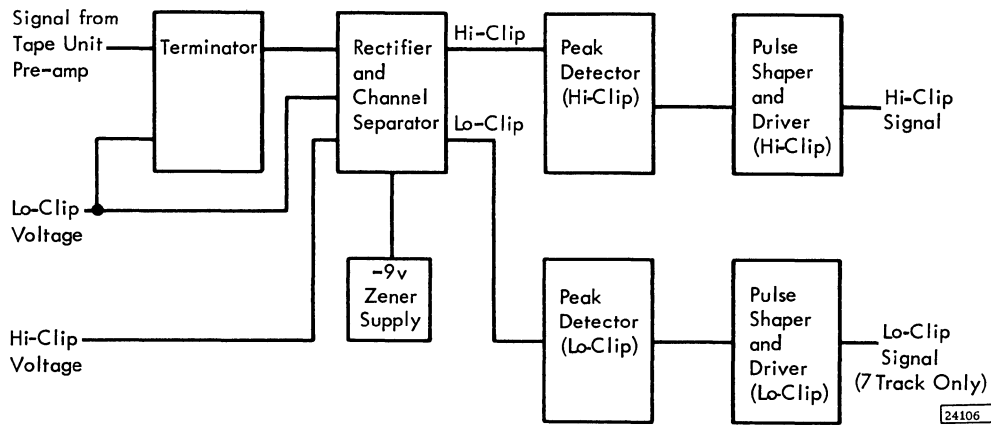 Signal from
Tape Unit
Pre-amp
Terminator
Rectifier
and
Channel
Separator
Hi-Clip
Lo-Clip
Peak
Detector
(Hi-Clip)
Pulse
Shaper
and
Driver
(Hi-Clip)
Hi-Clip
Signal
Lo-Clip
Voltage
-9v
Zener
Supply
Hi-Clip
Voltage
Peak
Detector
(Lo-Clip)
Pulse
Shaper
and
Driver
(Lo-Clip)
Lo-Clip
Signal
(7 Track Only)
24106